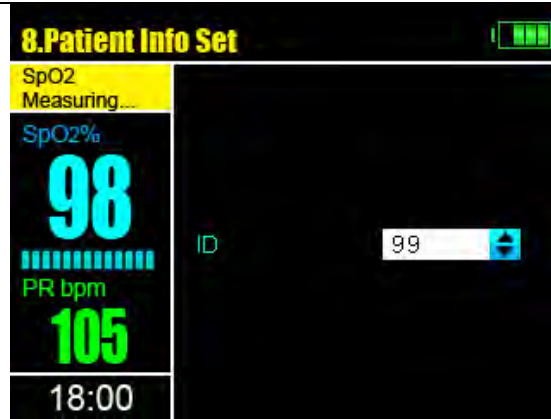 8.Patient Info Set
SpO2
Measuring...
SpO2%
98
PR bpm
105
18:00
ID 99